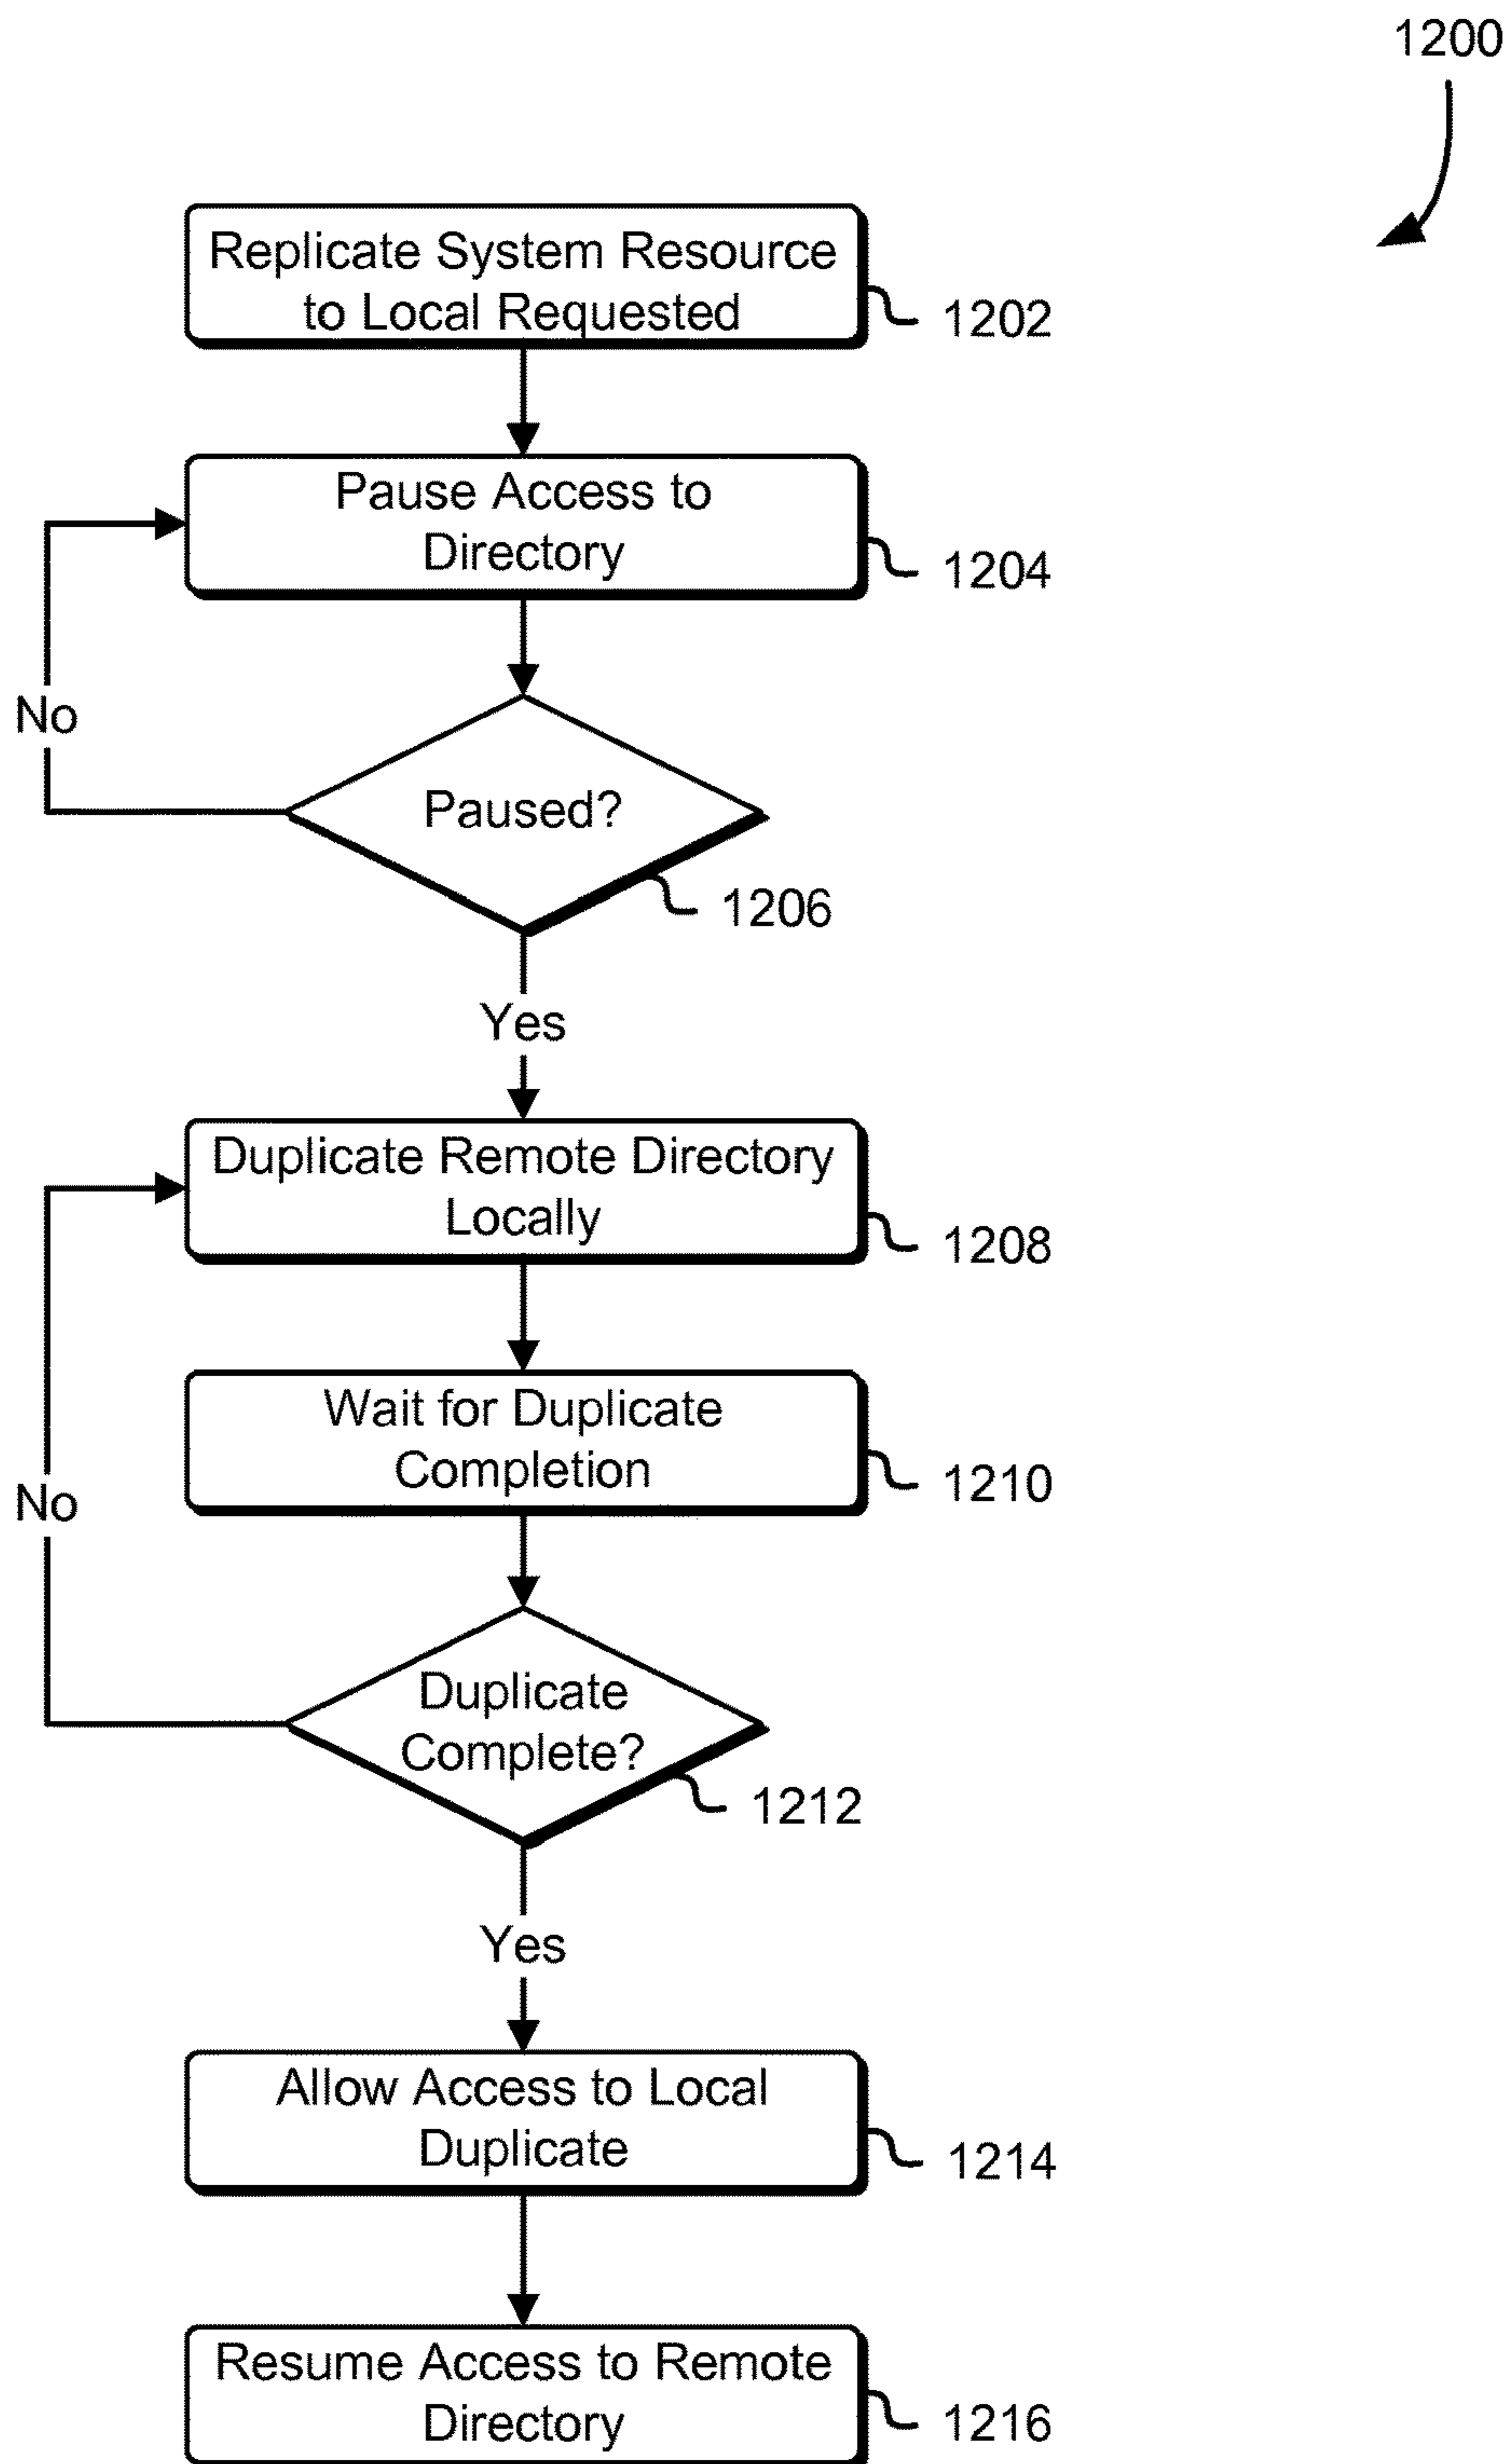 1200
Replicate System Resource
to Local Requested
1202
Pause Access to
Directory
1204
No
Paused?
1206
Yes
Duplicate Remote Directory
Locally
1208
Wait for Duplicate
Completion
1210
No
Duplicate
Complete?
1212
Yes
Allow Access to Local
Duplicate
1214
Resume Access to Remote
Directory
1216